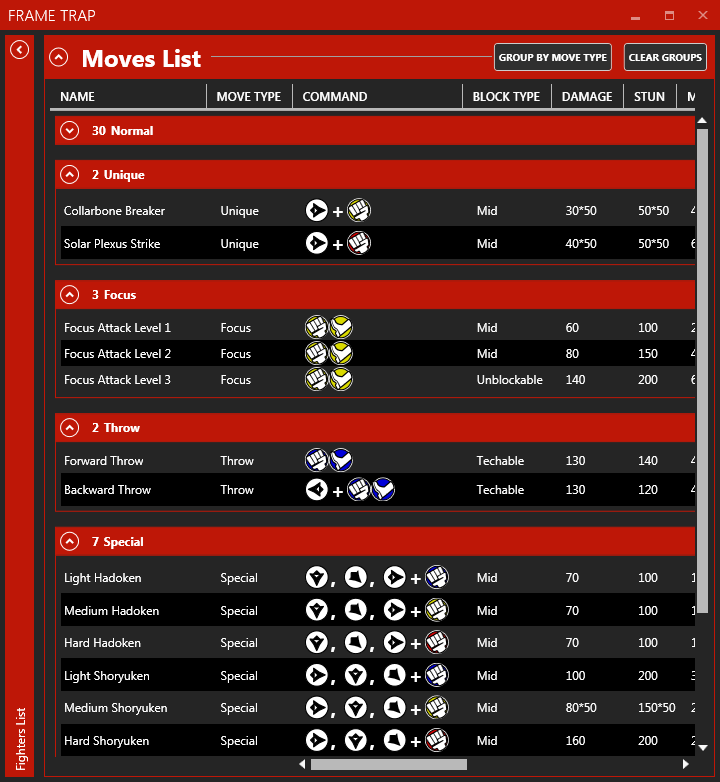 FRAME TRAP
Moves List
GROUP BY MOVE TYPE
CLEAR GROUPS
NAME MOVE TYPE COMMAND BLOCK TYPE DAMAGE STUN M
30 Normal
2 Unique
Collarbone Breaker Unique + Mid 30*50 50*50 4
Solar Plexus Strike Unique + Mid 40*50 50*50 6
3 Focus
Focus Attack Level 1 Focus Mid 60 100 2
Focus Attack Level 2 Focus Mid 80 150 4
Focus Attack Level 3 Focus Unblockable 140 200 6
2 Throw
Forward Throw Throw Techable 130 140 4
Backward Throw Throw + Techable 130 120 4
7 Special
Light Hadoken Special , , + Mid 70 100 1
Medium Hadoken Special , , + Mid 70 100 1
Hard Hadoken Special , , + Mid 70 100 1
Light Shoryuken Special , , + Mid 100 200 3
Medium Shoryuken Special , , + Mid 80*50 150*50 2
Hard Shoryuken Special , , + Mid 160 200 2
Fighters List